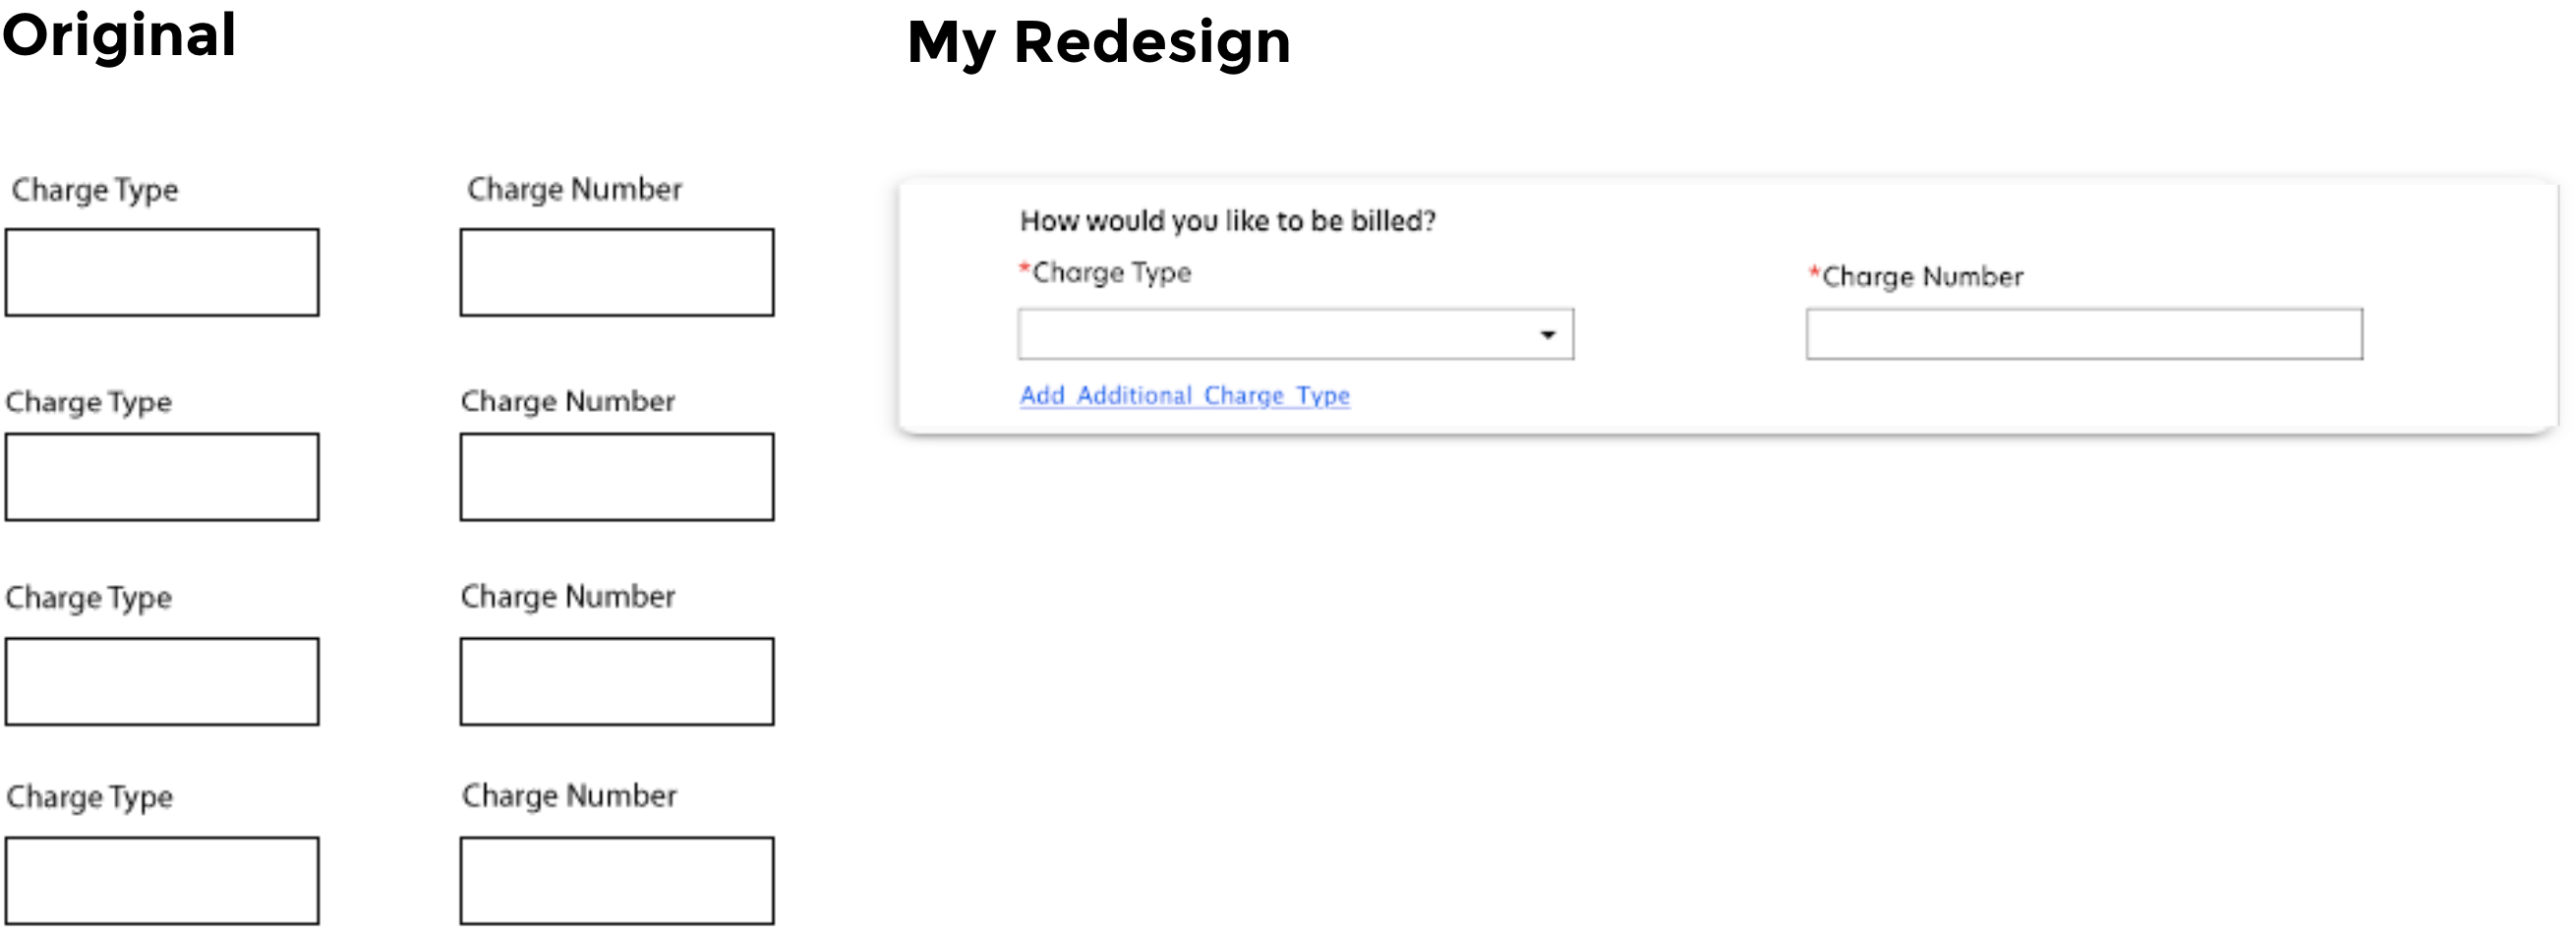 Original
My Redesign
Charge Type
Charge Number
Charge Type
Charge Number
Charge Type
Charge Number
Charge Type
Charge Number
How would you like to be billed?
*Charge Type
*Charge Number
Add Additional Charge Type